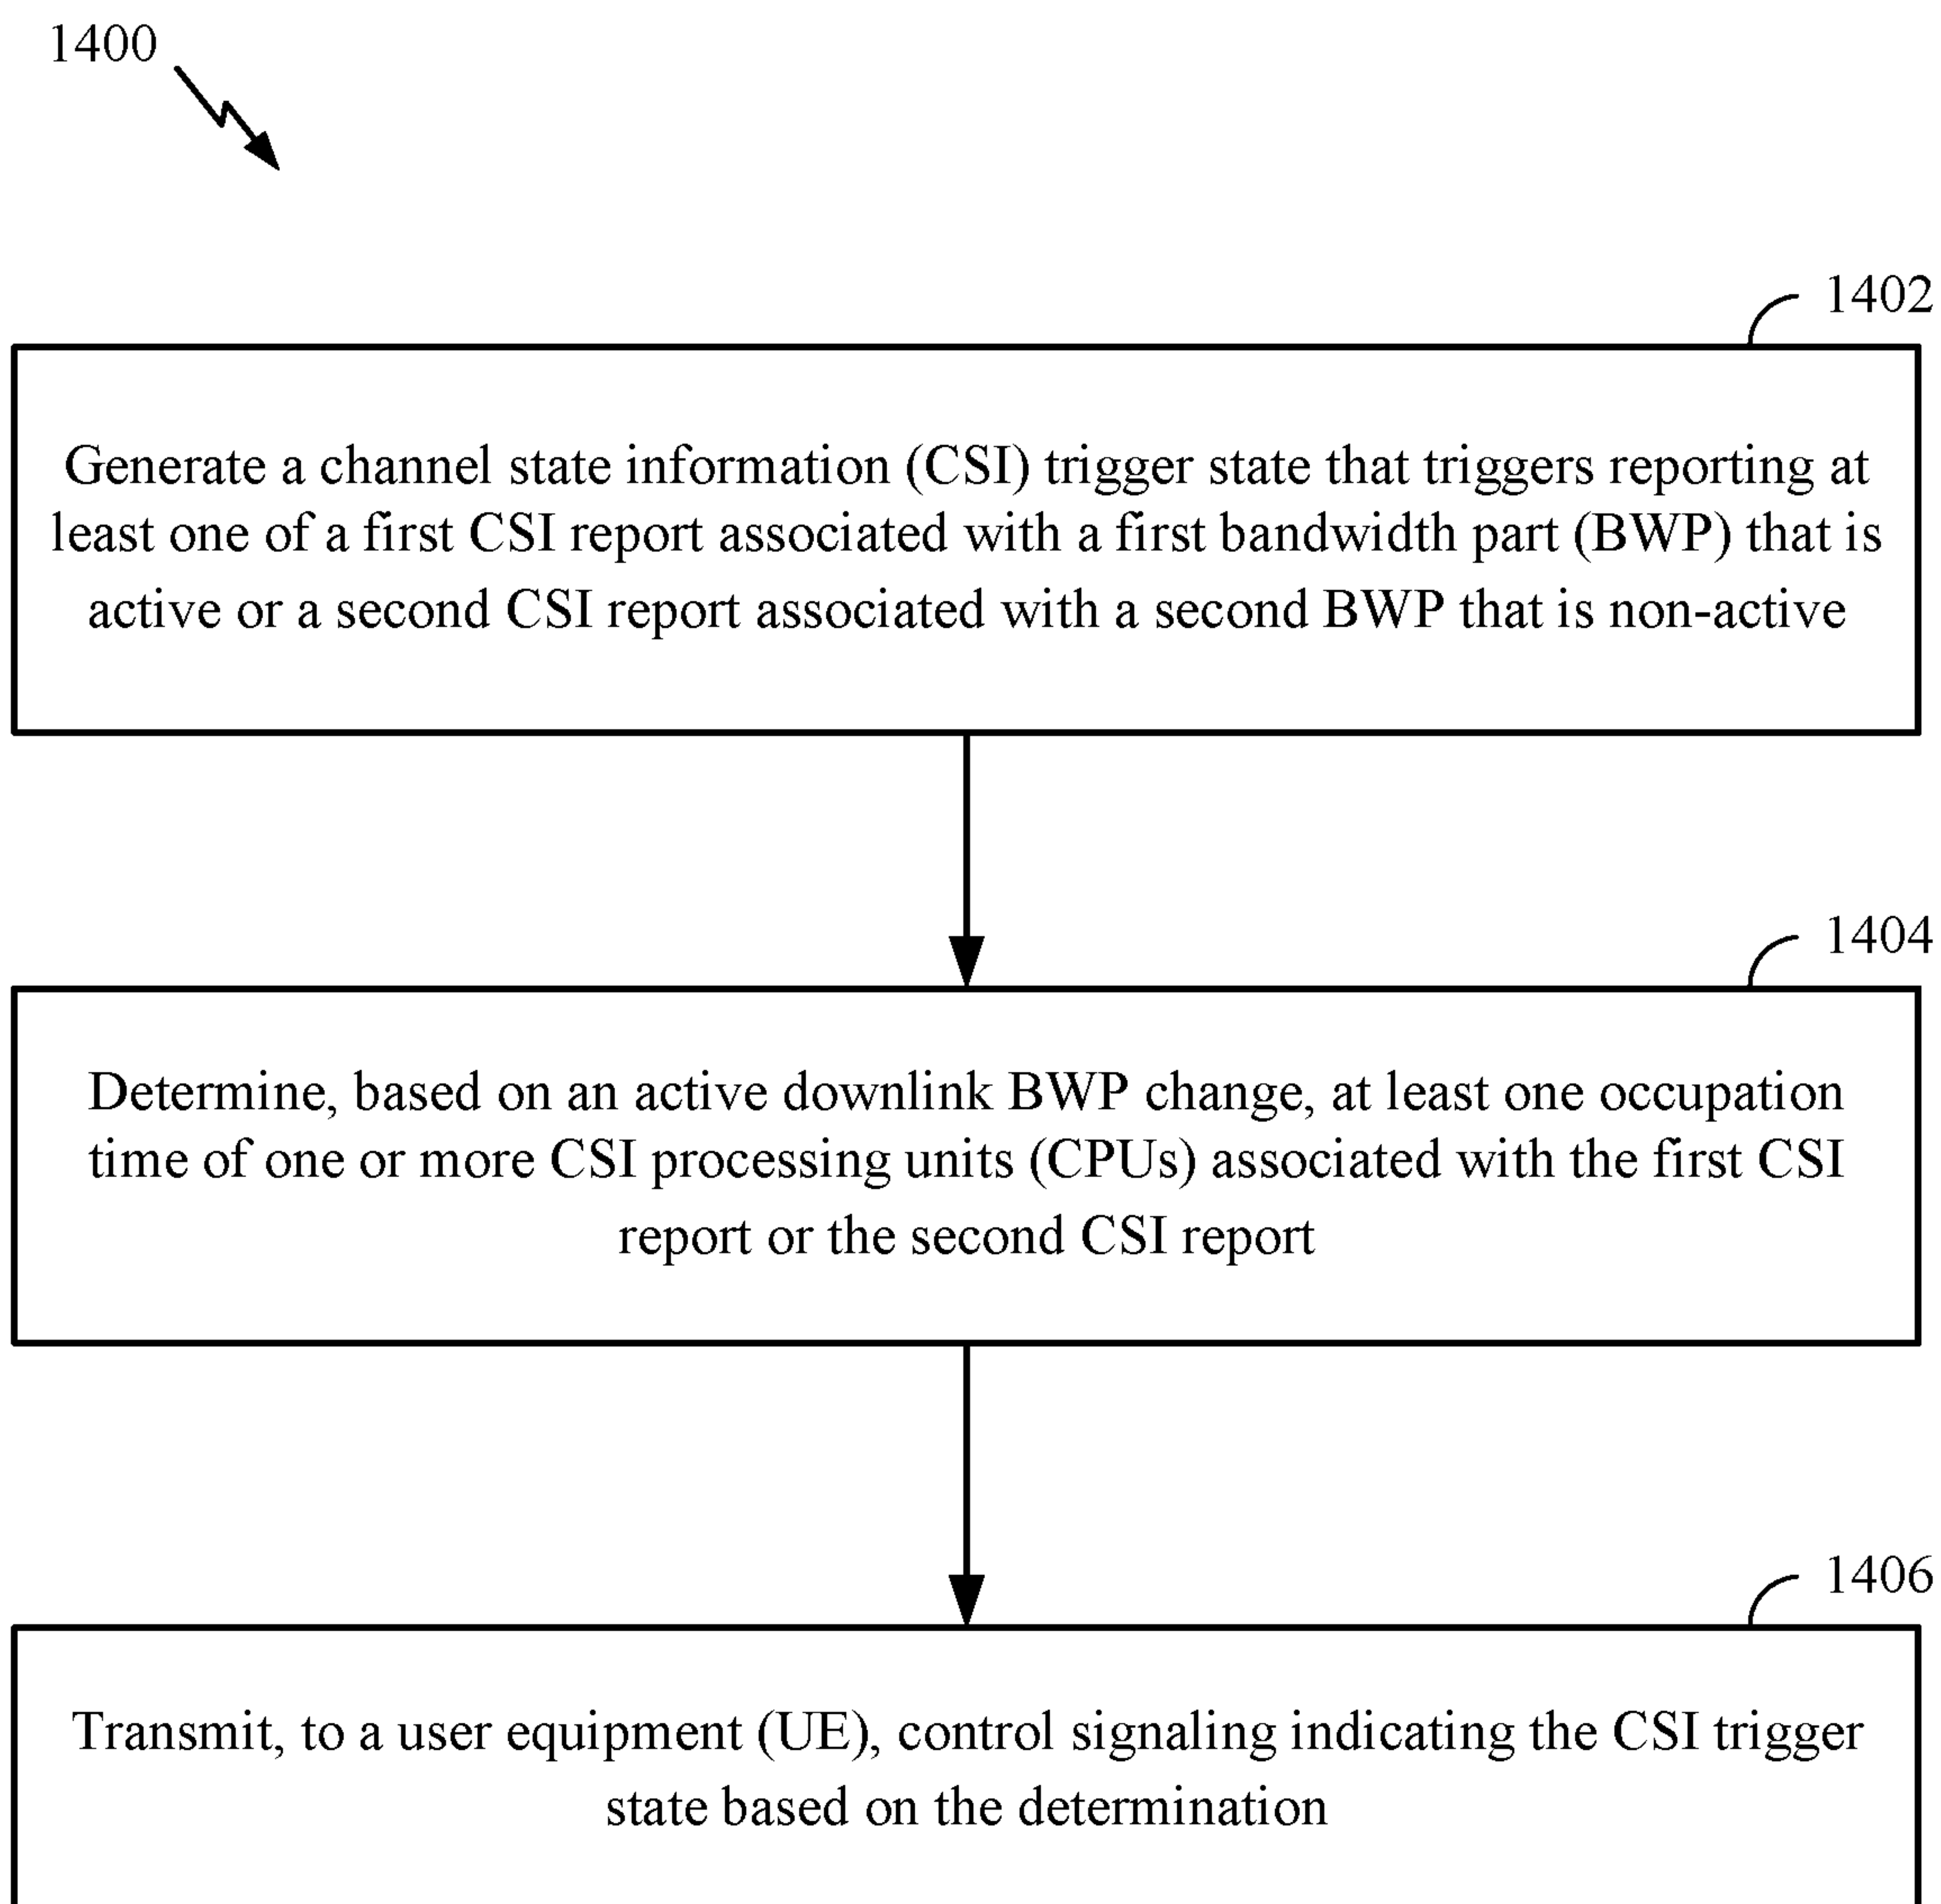 1400
1402
Generate a channel state information (CSI) trigger state that triggers reporting at
least one of a first CSI report associated with a first bandwidth part (BWP) that is
active or a second CSI report associated with a second BWP that is non-active
1404
Determine, based on an active downlink BWP change, at least one occupation
time of one or more CSI processing units (CPUs) associated with the first CSI
report or the second CSI report
1406
Transmit, to a user equipment (UE), control signaling indicating the CSI trigger
state based on the determination